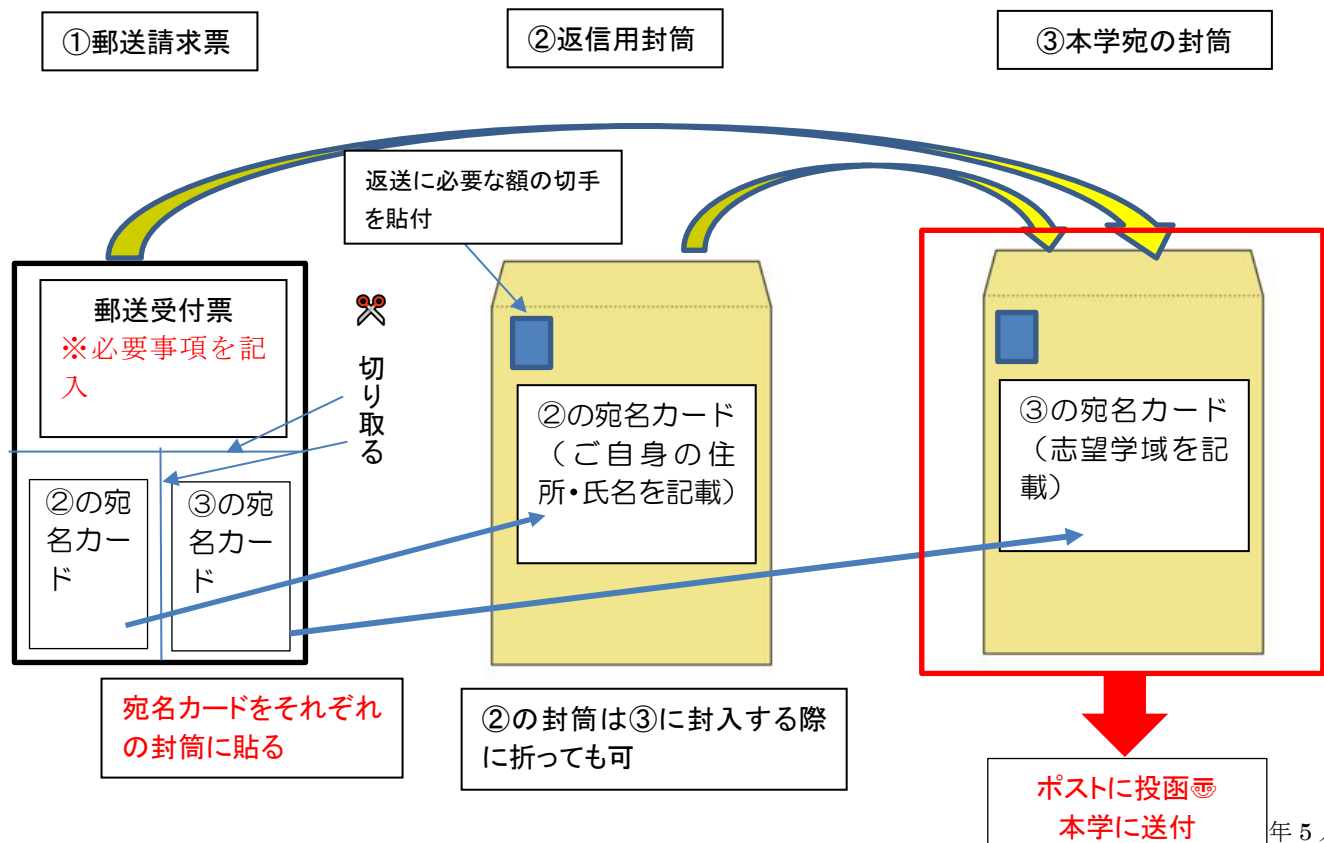 ①郵送請求票
②返信用封筒
③本学宛の封筒
返送に必要な額の切手
を貼付
郵送受付票
※必要事項を記
入
切り取る
②の宛
名カー
ド
③の宛
名カー
ド
②の宛名カード
（ご自身の住
所・氏名を記載）
③の宛名カード
（志望学域を記
載）
宛名カードをそれぞれ
の封筒に貼る
②の封筒は③に封入する際
に折っても可
ポストに投函〠
本学に送付
年５